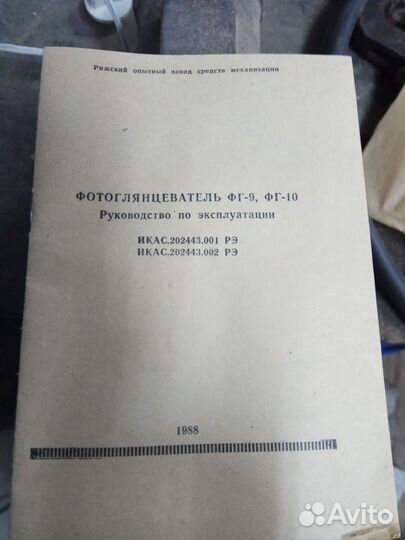 Рижский опытный завод средств механизации
ФОТОГЛЯНЦЕВАТЕЛЬ ФГ-9, ФГ-10
Руководство по эксплуатации
ИКАС.202443.001 РЭ
ИКАС.202443.002 РЭ
1988
Avito